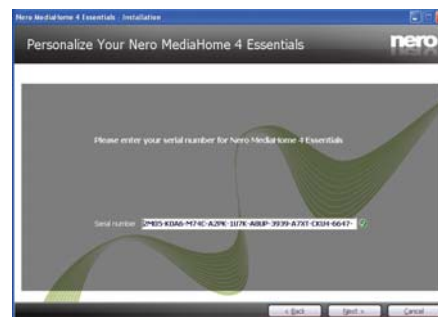 Nero MediaHome 4 Essentials - Installation
Personalize Your Nero MediaHome 4 Essentials
nero
Please enter your serial number for Nero MediaHome 4 Essentials
Serial number
< Back
Next >
Cancel